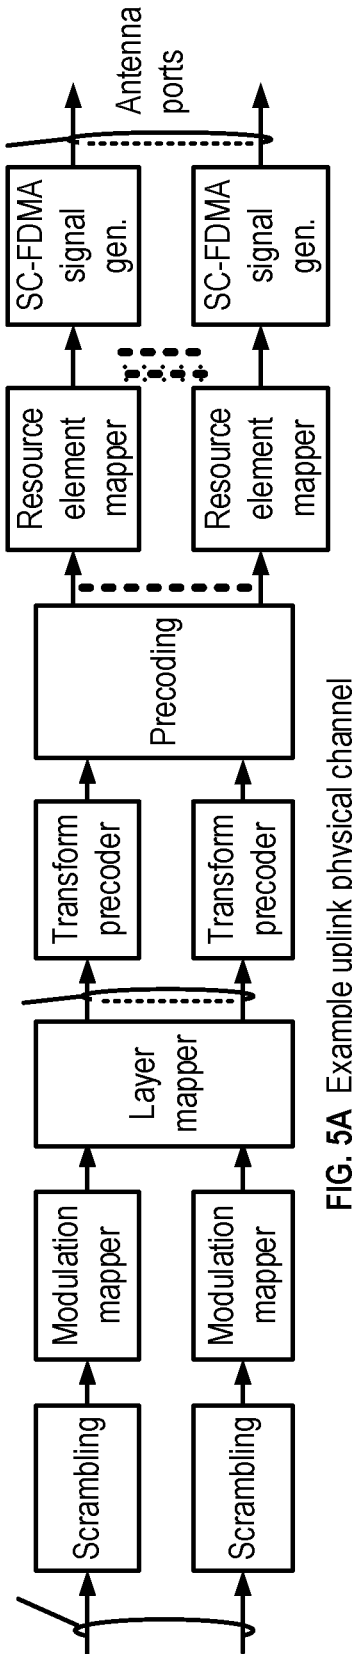 Scrambling
Modulation
mapper
Layer
mapper
Transform
precoder
Precoding
Resource
element
mapper
SC-FDMA
signal
gen.
Antenna
ports
Scrambling
Modulation
mapper
Transform
precoder
Resource
element
mapper
SC-FDMA
signal
gen.
FIG. 5A Example uplink physical channel